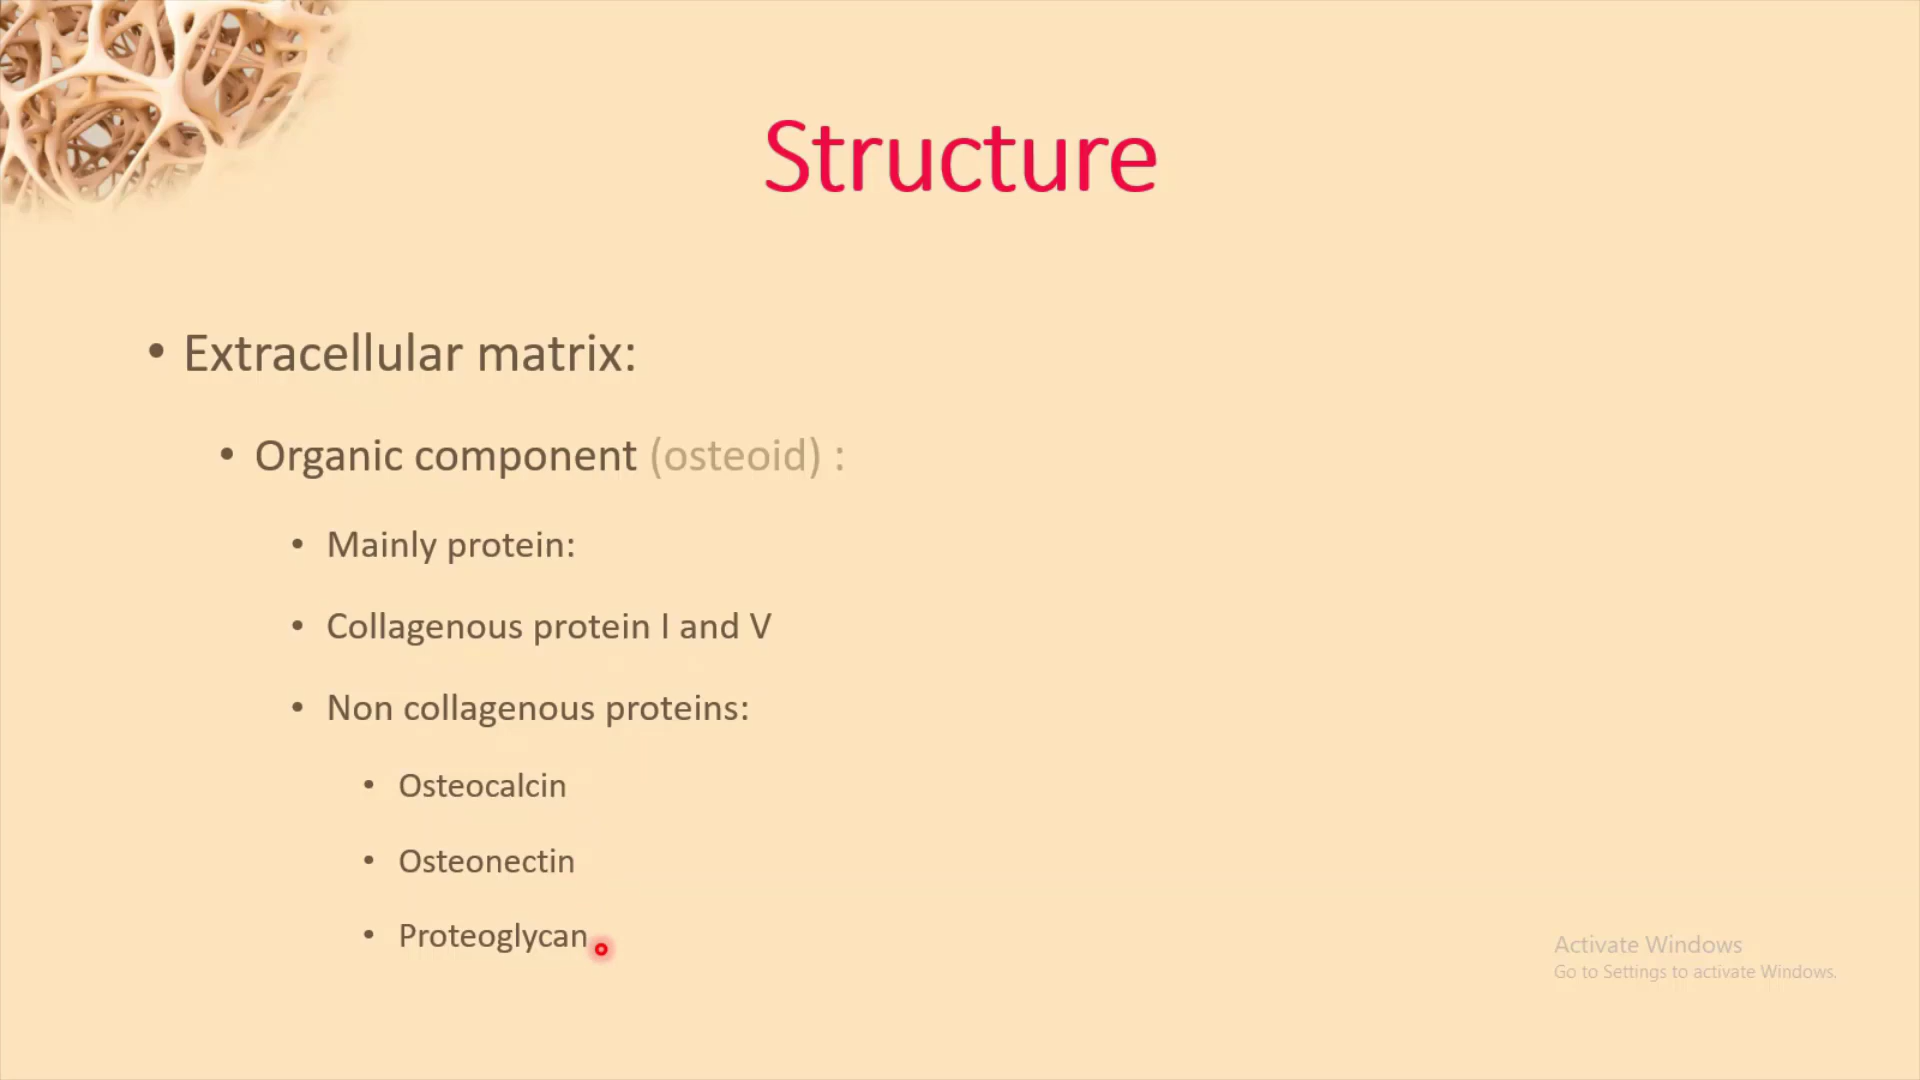 Structure
• Extracellular matrix:
• Organic component (osteoid) :
• Mainly protein:
• Collagenous protein I and V
• Non collagenous proteins:
• Osteocalcin
• Osteonectin
• Proteoglycan
Activate Windows
Go to Settings to activate Windows.